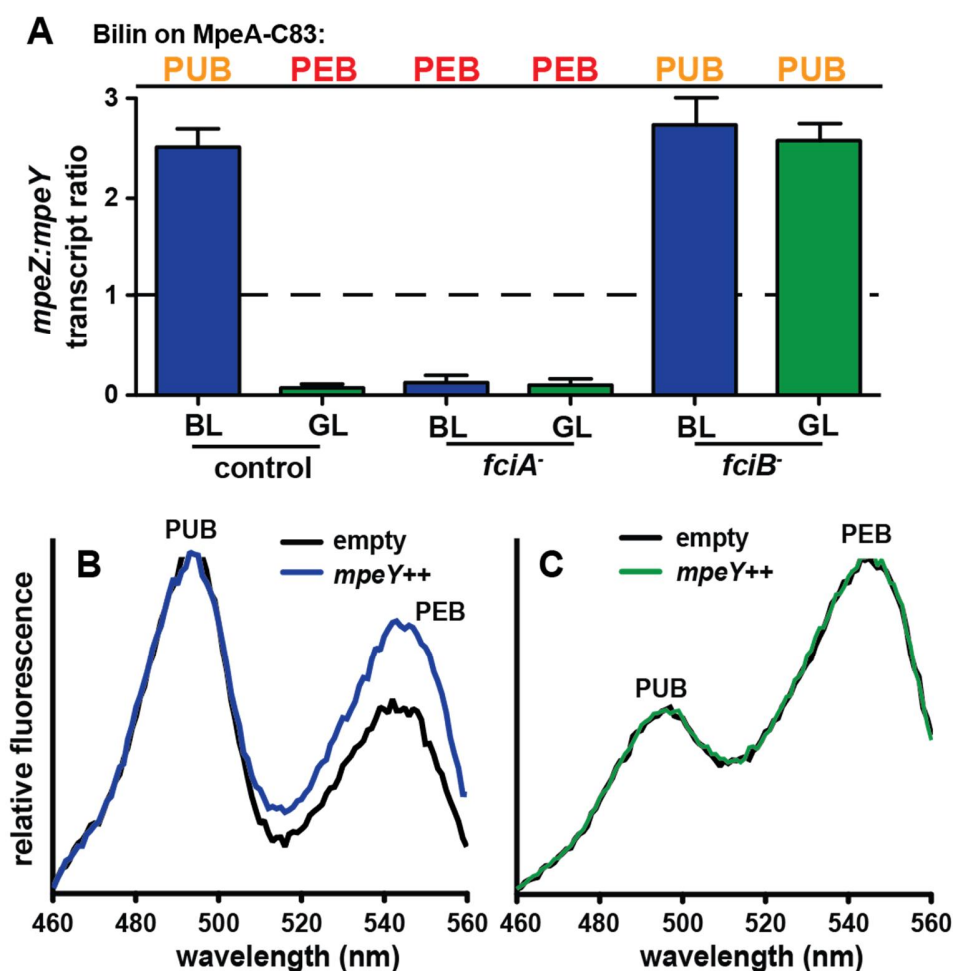 A Bilin on MpeA-C83:
PUB PEB PEB PEB PUB PUB
3
2
1
0
mpeZ:mpeY
transcript ratio
BL GL BL GL BL GL
control fciA- fciB-
B
PUB
empty
mpeY++
PEB
relative fluorescence
460 480 500 520 540 560
wavelength (nm)
C
empty
mpeY++
PEB
PUB
460 480 500 520 540 560
wavelength (nm)